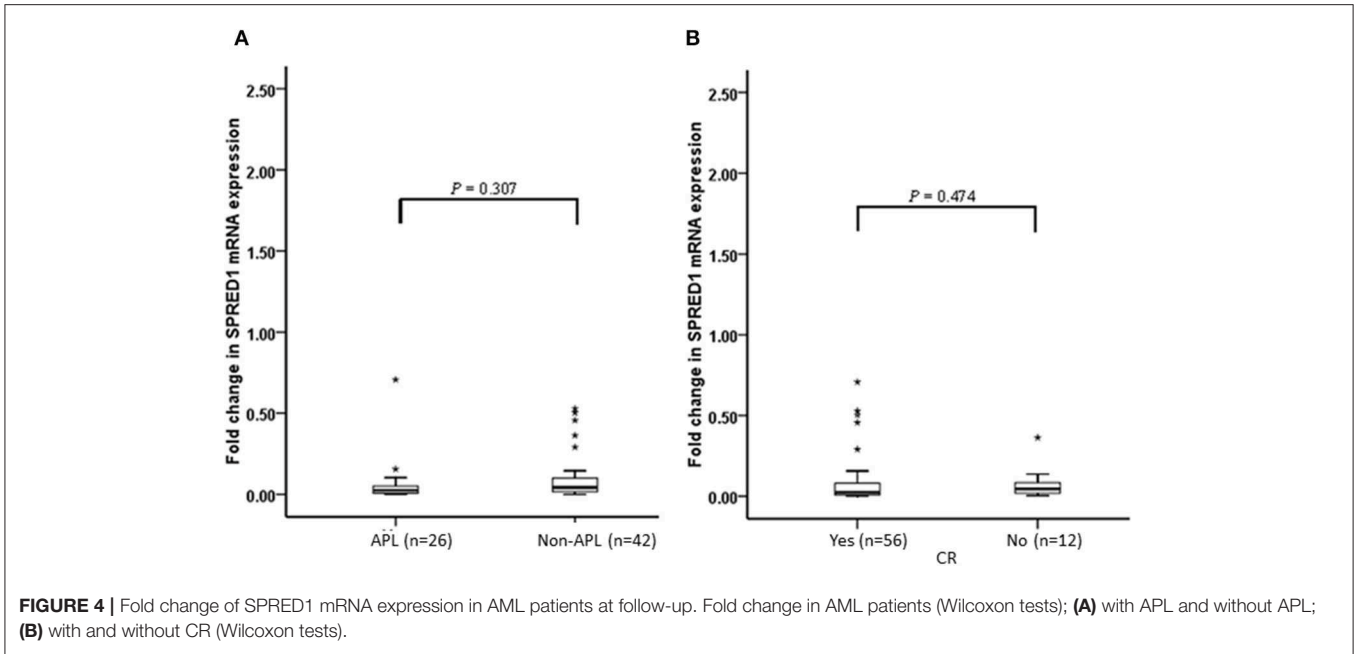 A
Fold change in SPRED1 mRNA expression
2.50
2.00
1.50
1.00
0.50
0.00
P = 0.307
APL (n=26)
Non-APL (n=42)
B
Fold change in SPRED1 mRNA expression
2.50
2.00
1.50
1.00
0.50
0.00
P = 0.474
Yes (n=56)
No (n=12)
CR
FIGURE 4 | Fold change of SPRED1 mRNA expression in AML patients at follow-up. Fold change in AML patients (Wilcoxon tests); (A) with APL and without APL;
(B) with and without CR (Wilcoxon tests).